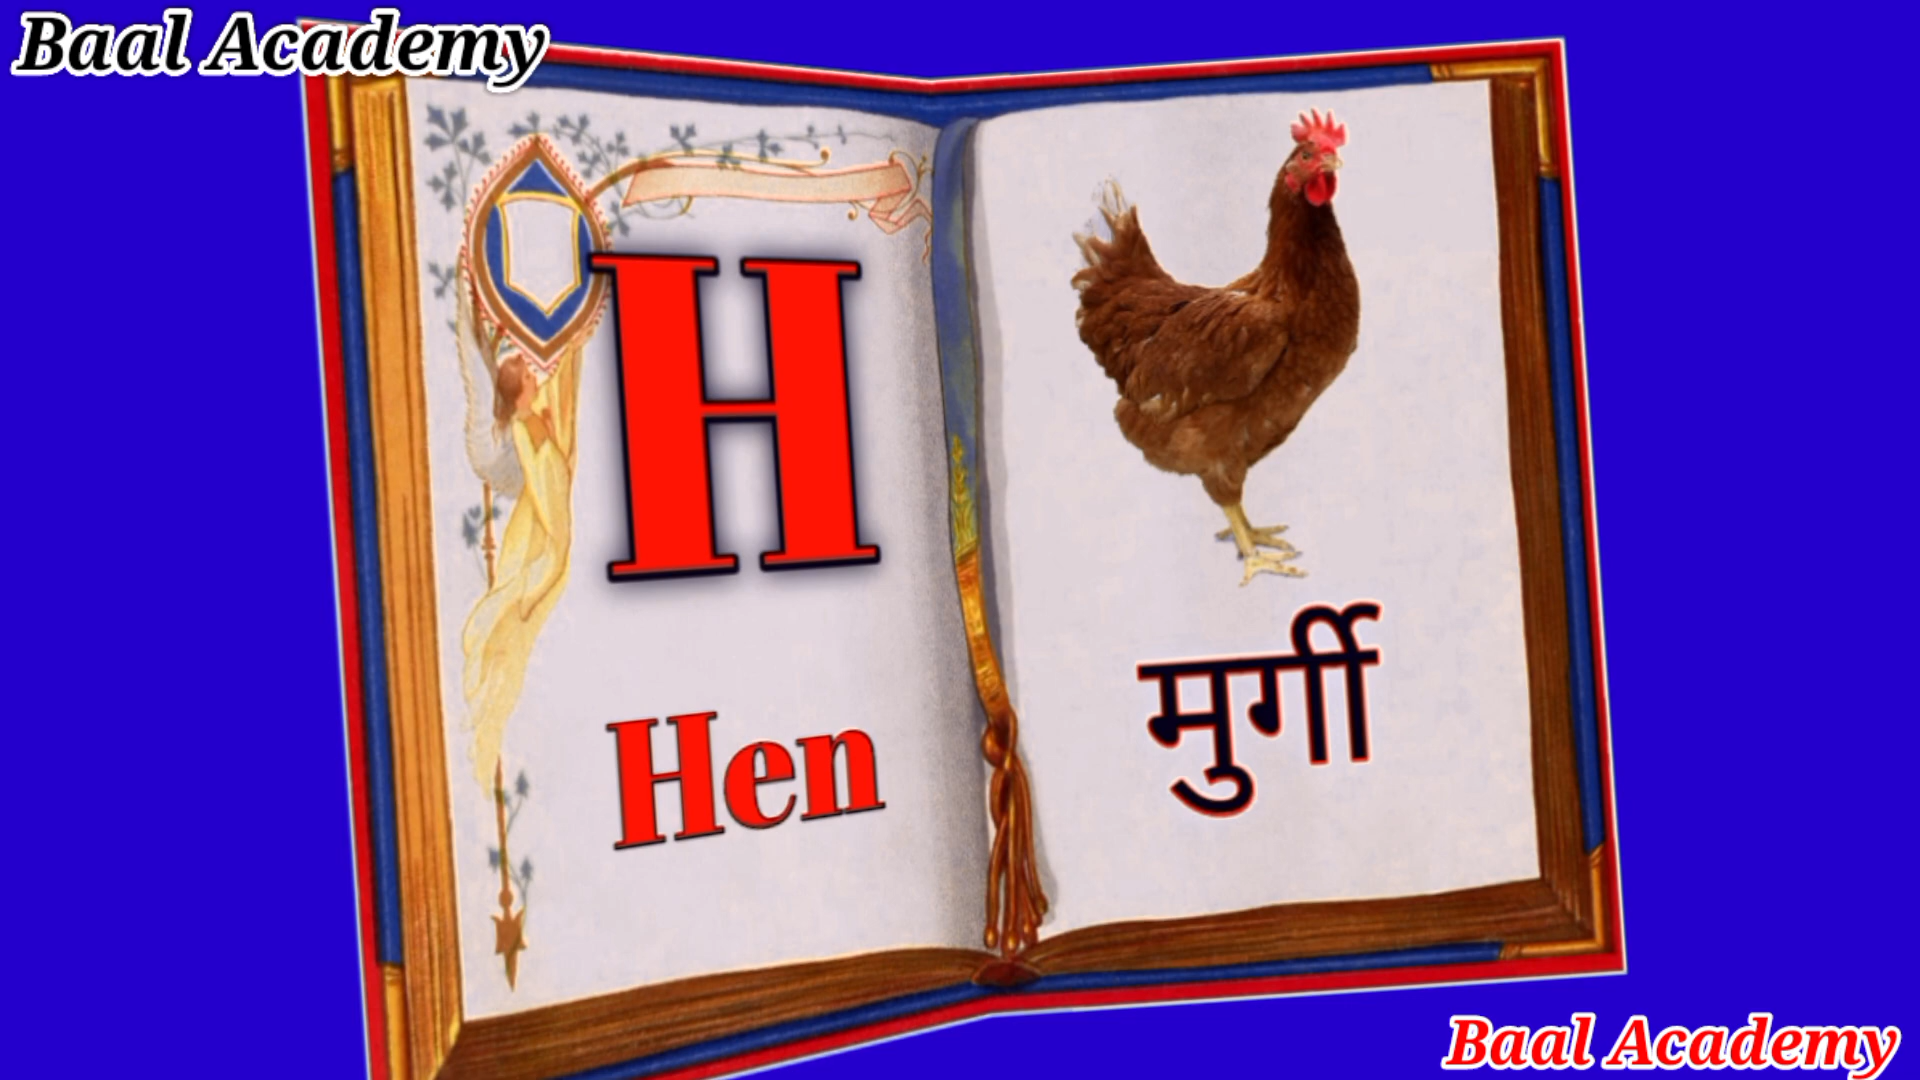 Baal Academy
H
Hen
मुर्गी
Baal Academy